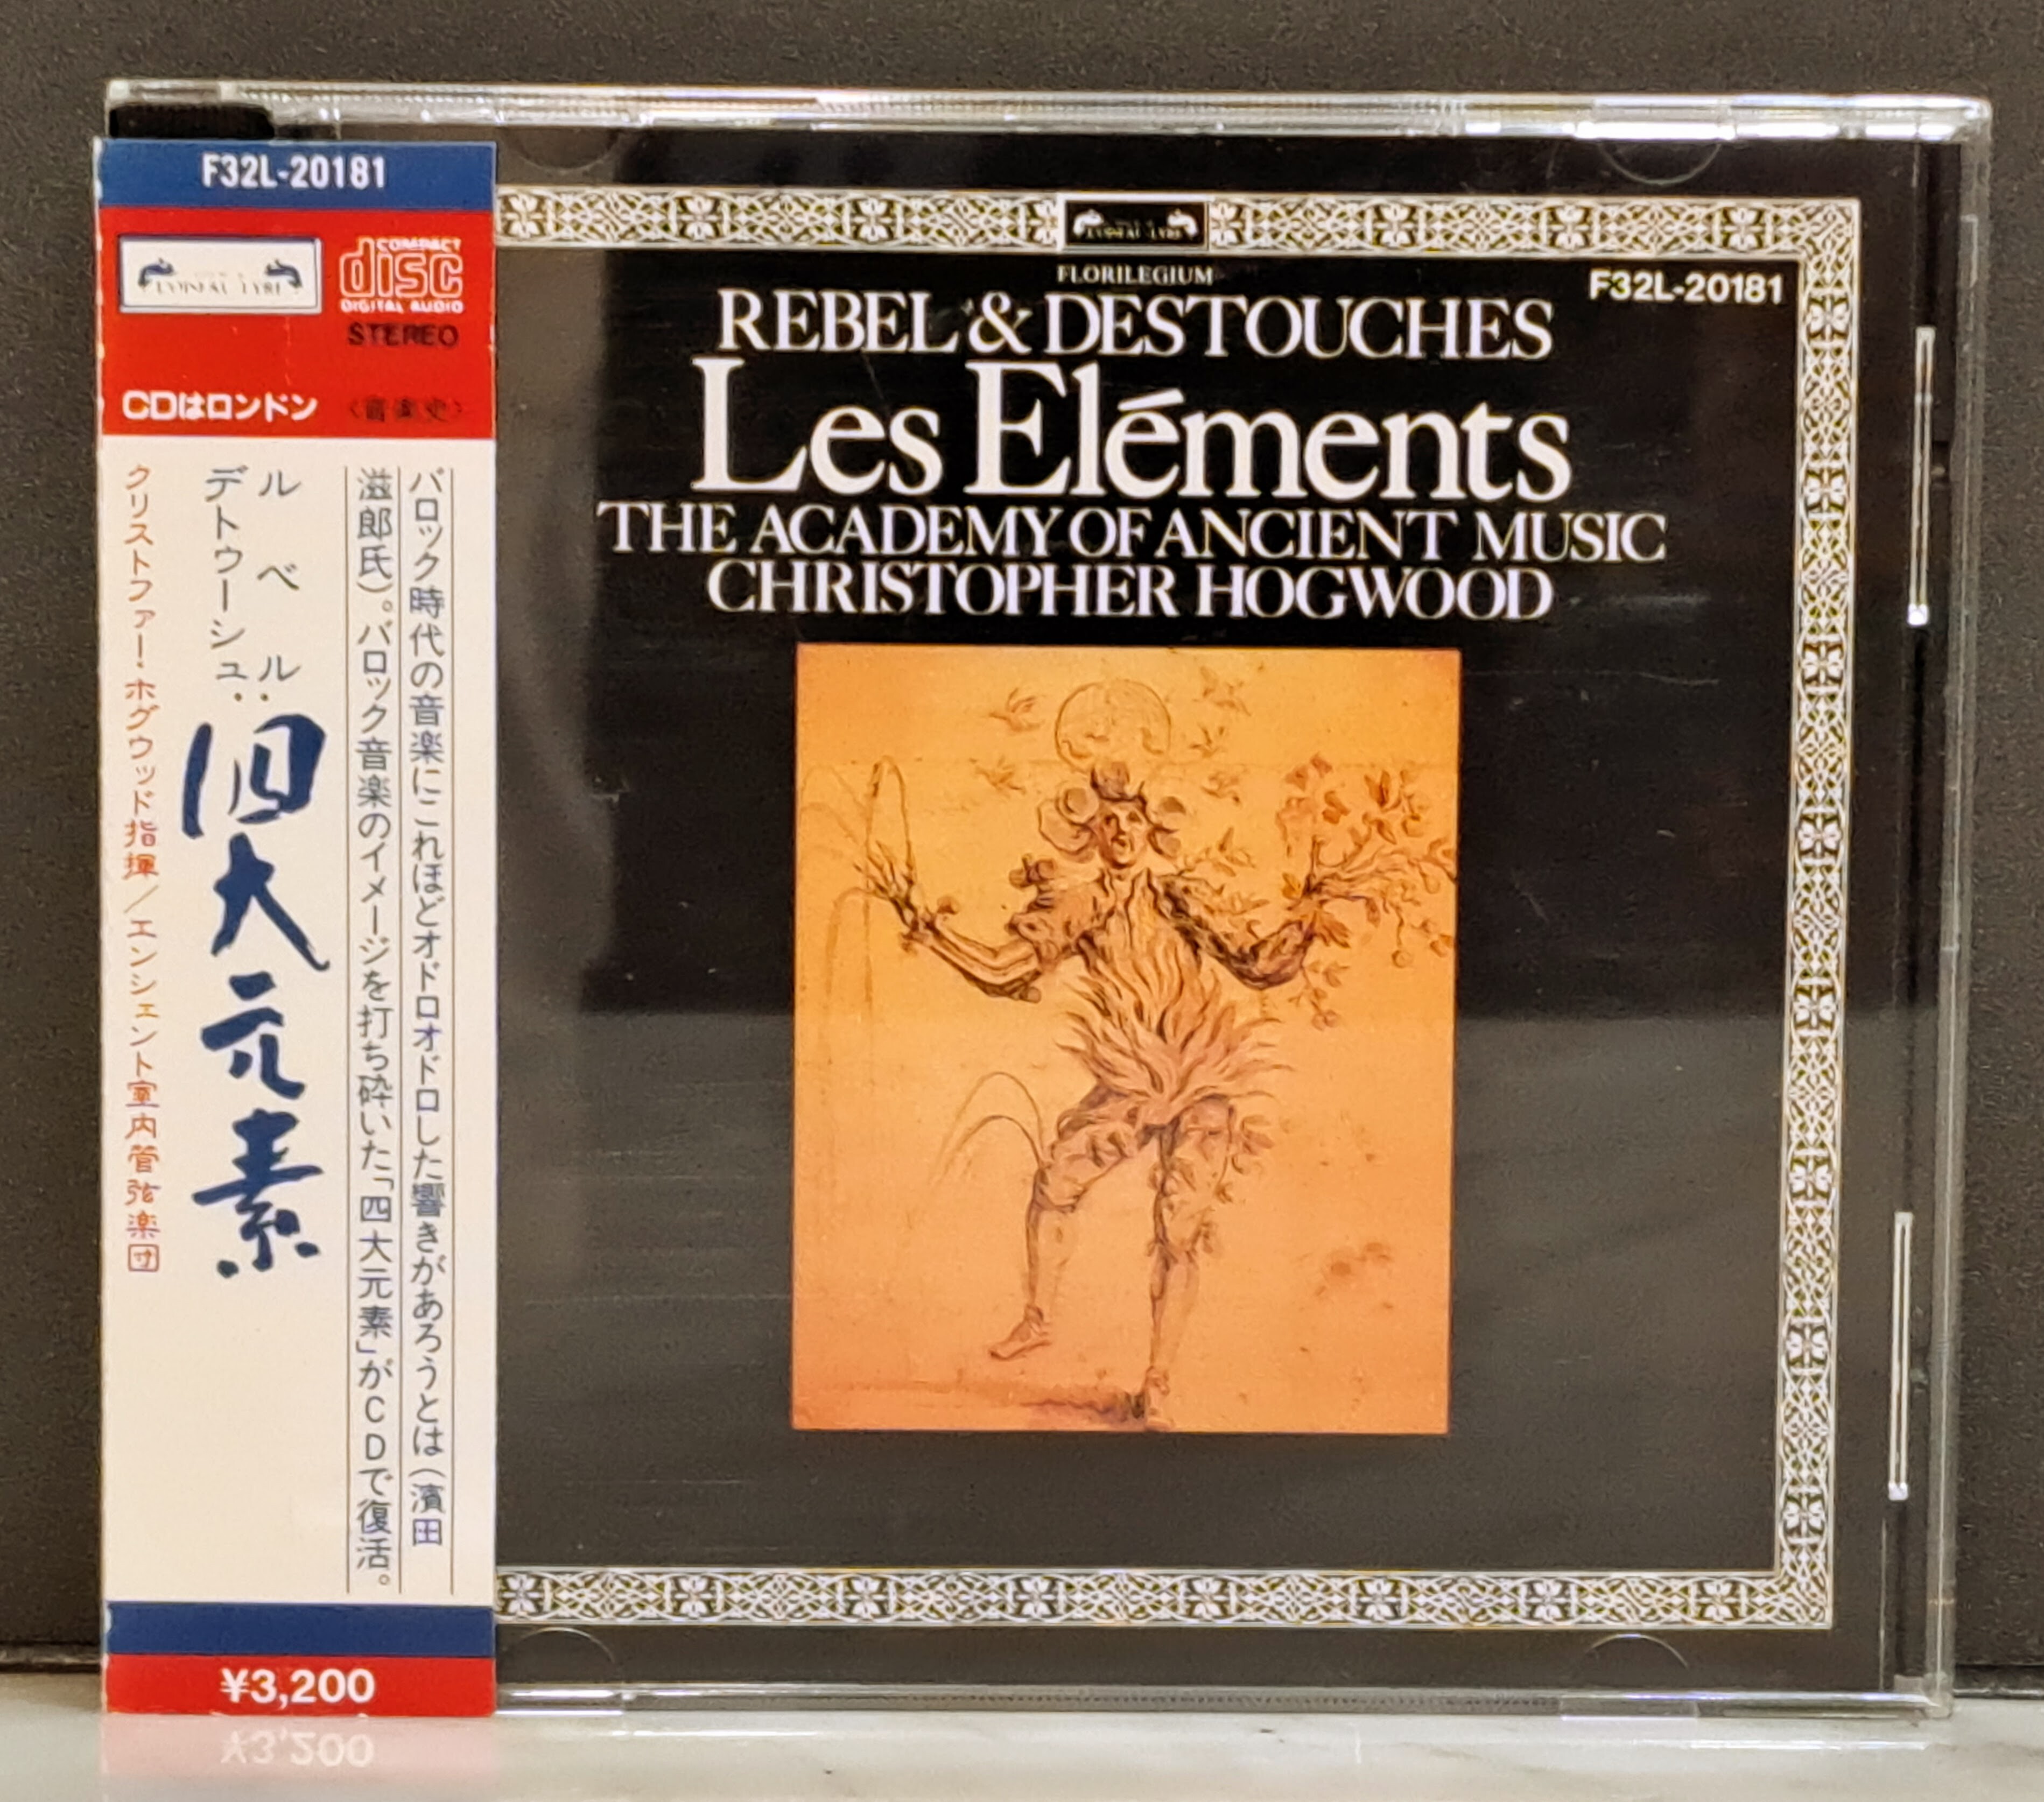 F32L-20181
L'OISEAU-LYRE
COMPACT
disc
DIGITAL AUDIO
STEREO
CDはロンドン
〈音楽史〉
バロック時代の音楽にこれほどオドロオドロした響きがあろうとは(濱田
滋郎氏)。バロック音楽のイメージを打ち砕いた「四大元素」がCDで復活。
ルベル:
デトゥーシュ:
四大元素
クリストファー・ホグウッド指揮/エンシェント室内管弦楽団
¥3,200
L'OISEAU-LYRE
FLORILEGIUM
F32L-20181
REBEL & DESTOUCHES
Les Eléments
THE ACADEMY OF ANCIENT MUSIC
CHRISTOPHER HOGWOOD